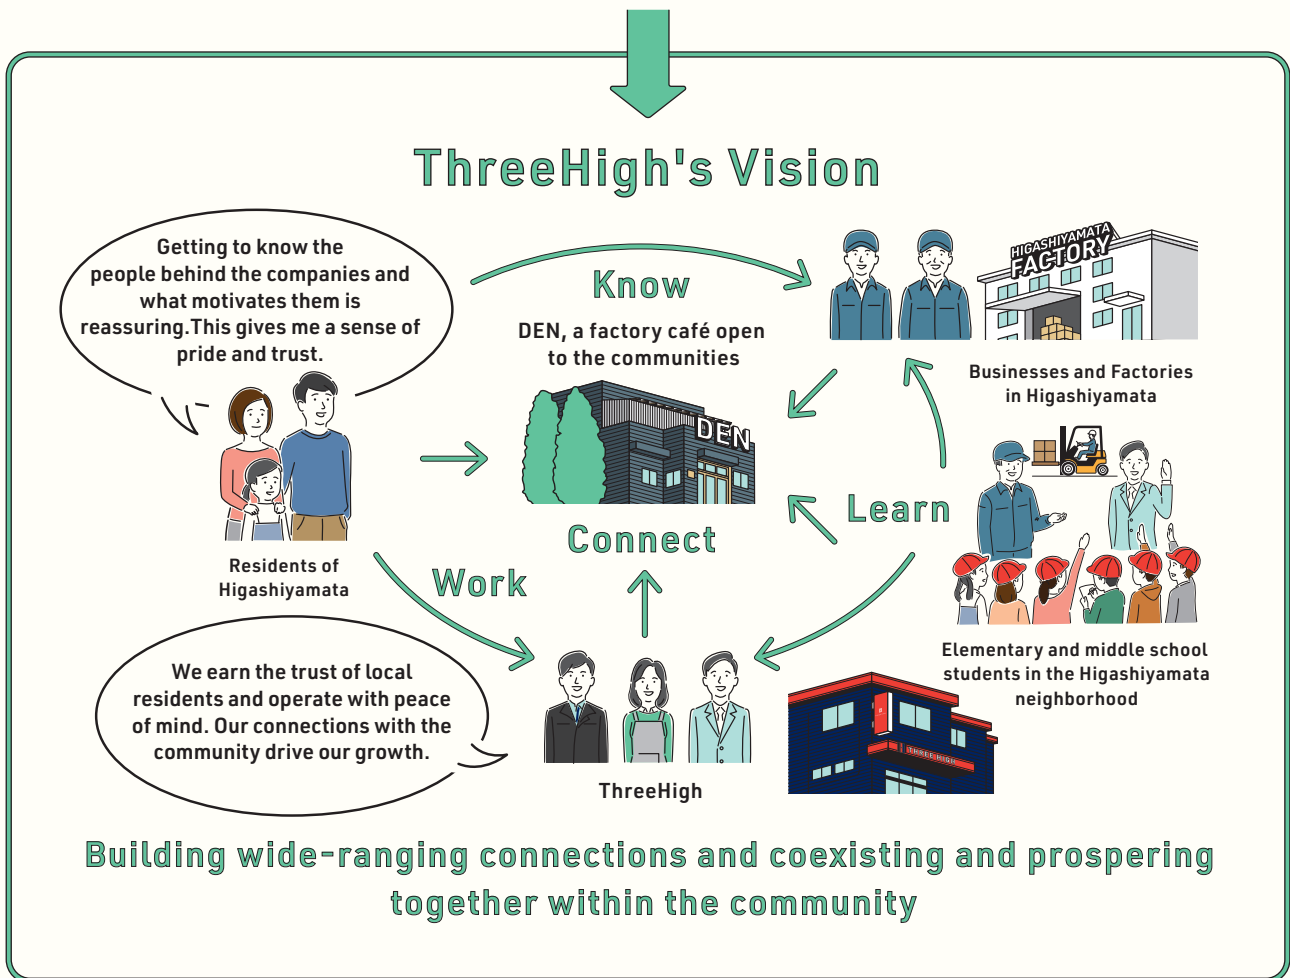 ThreeHigh's Vision
Getting to know the
people behind the companies and
what motivates them is
reassuring.This gives me a sense of
pride and trust.
Know
HIGASHIYAMATA
FACTORY
DEN, a factory café open
to the communities
Businesses and Factories
in Higashiyamata
DEN
Learn
Connect
Residents of
Higashiyamata
Work
Elementary and middle school
students in the Higashiyamata
neighborhood
We earn the trust of local
residents and operate with peace
of mind. Our connections with the
community drive our growth.
THREEHIGH
ThreeHigh
Building wide-ranging connections and coexisting and prospering
together within the community